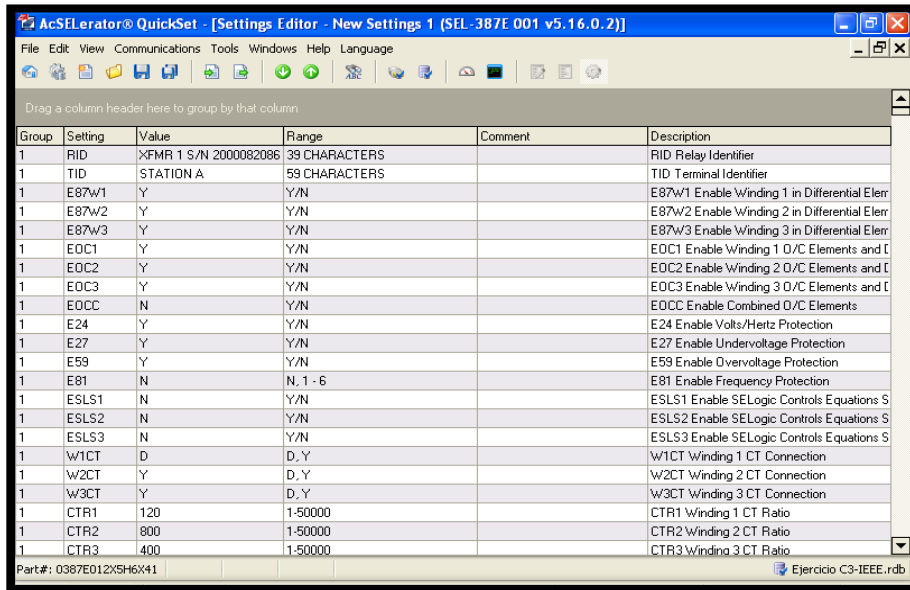 AcSELerator® QuickSet - [Settings Editor - New Settings 1 (SEL-387E 001 v5.16.0.2)]
File Edit View Communications Tools Windows Help Language
Drag a column header here to group by that column
Group Setting Value Range Comment Description
1 RID XFMR 1 S/N 2000082086 39 CHARACTERS RID Relay Identifier
1 TID STATION A 59 CHARACTERS TID Terminal Identifier
1 E87W1 Y Y/N E87W1 Enable Winding 1 in Differential Elem
1 E87W2 Y Y/N E87W2 Enable Winding 2 in Differential Elem
1 E87W3 Y Y/N E87W3 Enable Winding 3 in Differential Elem
1 EOC1 Y Y/N EOC1 Enable Winding 1 O/C Elements and D
1 EOC2 Y Y/N EOC2 Enable Winding 2 O/C Elements and D
1 EOC3 Y Y/N EOC3 Enable Winding 3 O/C Elements and D
1 EOCC N Y/N EOCC Enable Combined O/C Elements
1 E24 Y Y/N E24 Enable Volts/Hertz Protection
1 E27 Y Y/N E27 Enable Undervoltage Protection
1 E59 Y Y/N E59 Enable Overvoltage Protection
1 E81 N N, 1 - 6 E81 Enable Frequency Protection
1 ESLS1 N Y/N ESLS1 Enable SELogic Controls Equations S
1 ESLS2 N Y/N ESLS2 Enable SELogic Controls Equations S
1 ESLS3 N Y/N ESLS3 Enable SELogic Controls Equations S
1 W1CT D D, Y W1CT Winding 1 CT Connection
1 W2CT Y D, Y W2CT Winding 2 CT Connection
1 W3CT Y D, Y W3CT Winding 3 CT Connection
1 CTR1 120 1-50000 CTR1 Winding 1 CT Ratio
1 CTR2 800 1-50000 CTR2 Winding 2 CT Ratio
1 CTR3 400 1-50000 CTR3 Winding 3 CT Ratio
Part#: 0387E012X5H6X41 Ejercicio C3-IEEE.rdb